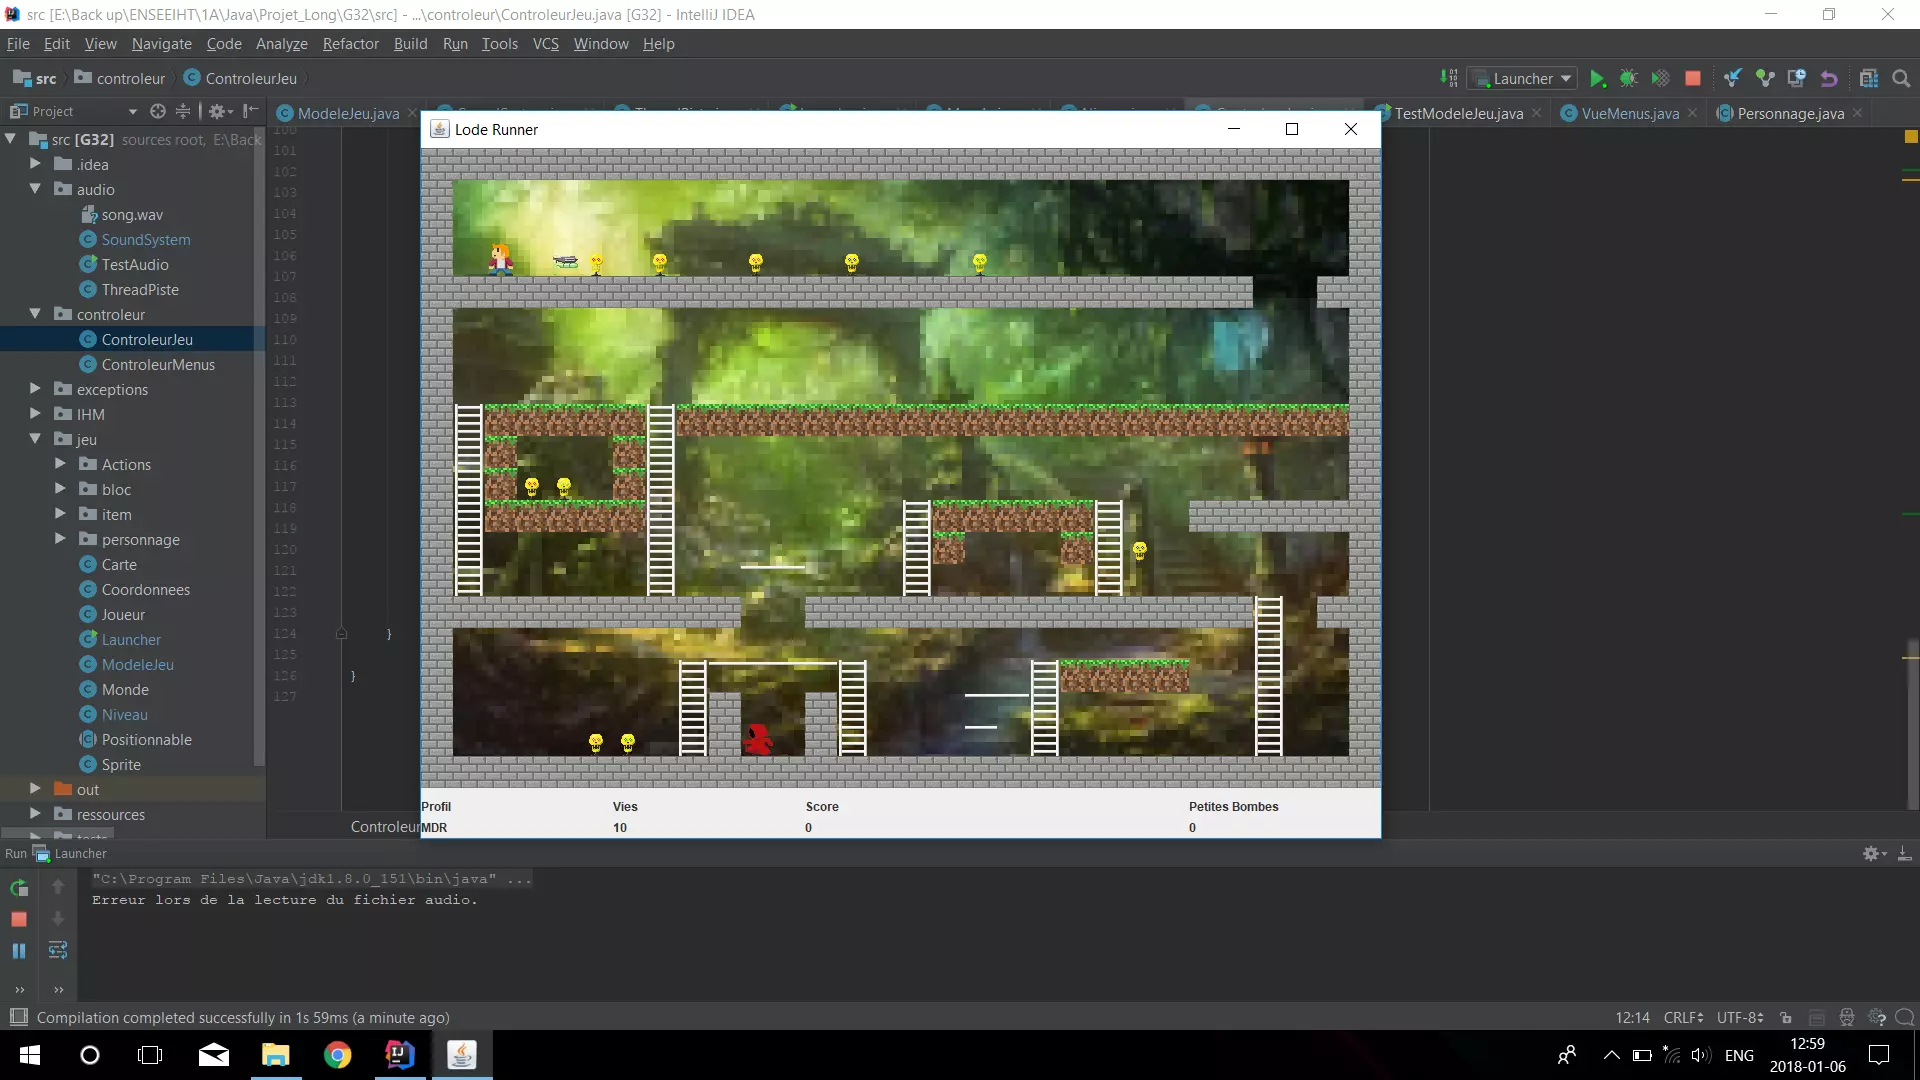 src [E:\Back up\ENSEEIHT\1A\Java\Projet_Long\G32\src] - ...\controleur\ControleurJeu.java [G32] - IntelliJ IDEA
File Edit View Navigate Code Analyze Refactor Build Run Tools VCS Window Help
src controleur ControleurJeu
Launcher
Project
ModeleJeu.java
TestModeleJeu.java
VueMenus.java
Personnage.java
Lode Runner
src [G32] sources root, E:\Back
.idea
audio
song.wav
SoundSystem
TestAudio
ThreadPiste
controleur
ControleurJeu
ControleurMenus
exceptions
IHM
jeu
Actions
bloc
item
personnage
Carte
Coordonnees
Joueur
Launcher
ModeleJeu
Monde
Niveau
Positionnable
Sprite
out
ressources
100
101
102
103
104
105
106
107
108
109
110
111
112
113
114
115
116
117
118
119
120
121
122
123
124 }
125
126 }
127
Controleur
Profil Vies Score Petites Bombes
MDR 10 0 0
Run Launcher
"C:\Program Files\Java\jdk1.8.0_151\bin\java" ...
Erreur lors de la lecture du fichier audio.
Compilation completed successfully in 1s 59ms (a minute ago)
12:14 CRLF UTF-8
ENG
12:59
2018-01-06